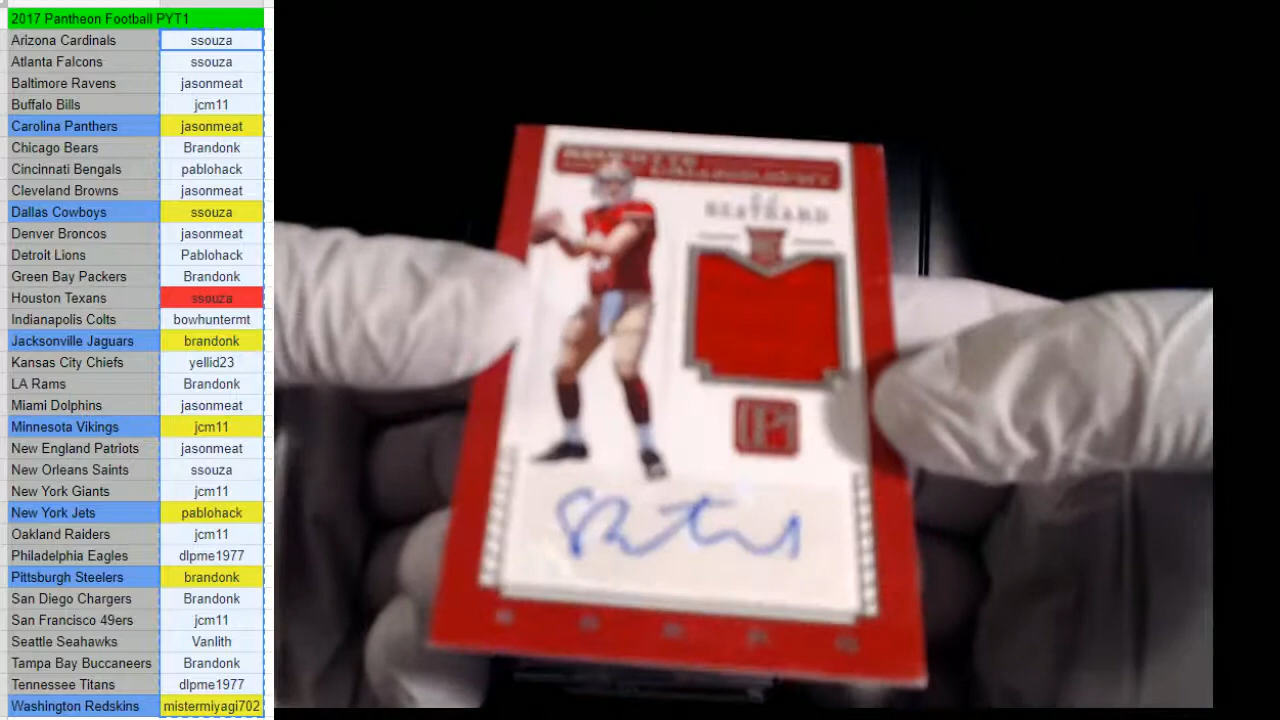 2017 Pantheon Football PYT1
Arizona Cardinals ssouza
Atlanta Falcons ssouza
Baltimore Ravens jasonmeat
Buffalo Bills jcm11
Carolina Panthers jasonmeat
Chicago Bears Brandonk
Cincinnati Bengals pablohack
Cleveland Browns jasonmeat
Dallas Cowboys ssouza
Denver Broncos jasonmeat
Detroit Lions Pablohack
Green Bay Packers Brandonk
Houston Texans ssouza
Indianapolis Colts bowhuntermt
Jacksonville Jaguars brandonk
Kansas City Chiefs yellid23
LA Rams Brandonk
Miami Dolphins jasonmeat
Minnesota Vikings jcm11
New England Patriots jasonmeat
New Orleans Saints ssouza
New York Giants jcm11
New York Jets pablohack
Oakland Raiders jcm11
Philadelphia Eagles dlpme1977
Pittsburgh Steelers brandonk
San Diego Chargers Brandonk
San Francisco 49ers jcm11
Seattle Seahawks Vanlith
Tampa Bay Buccaneers Brandonk
Tennessee Titans dlpme1977
Washington Redskins mistermiyagi702
BEATHARD